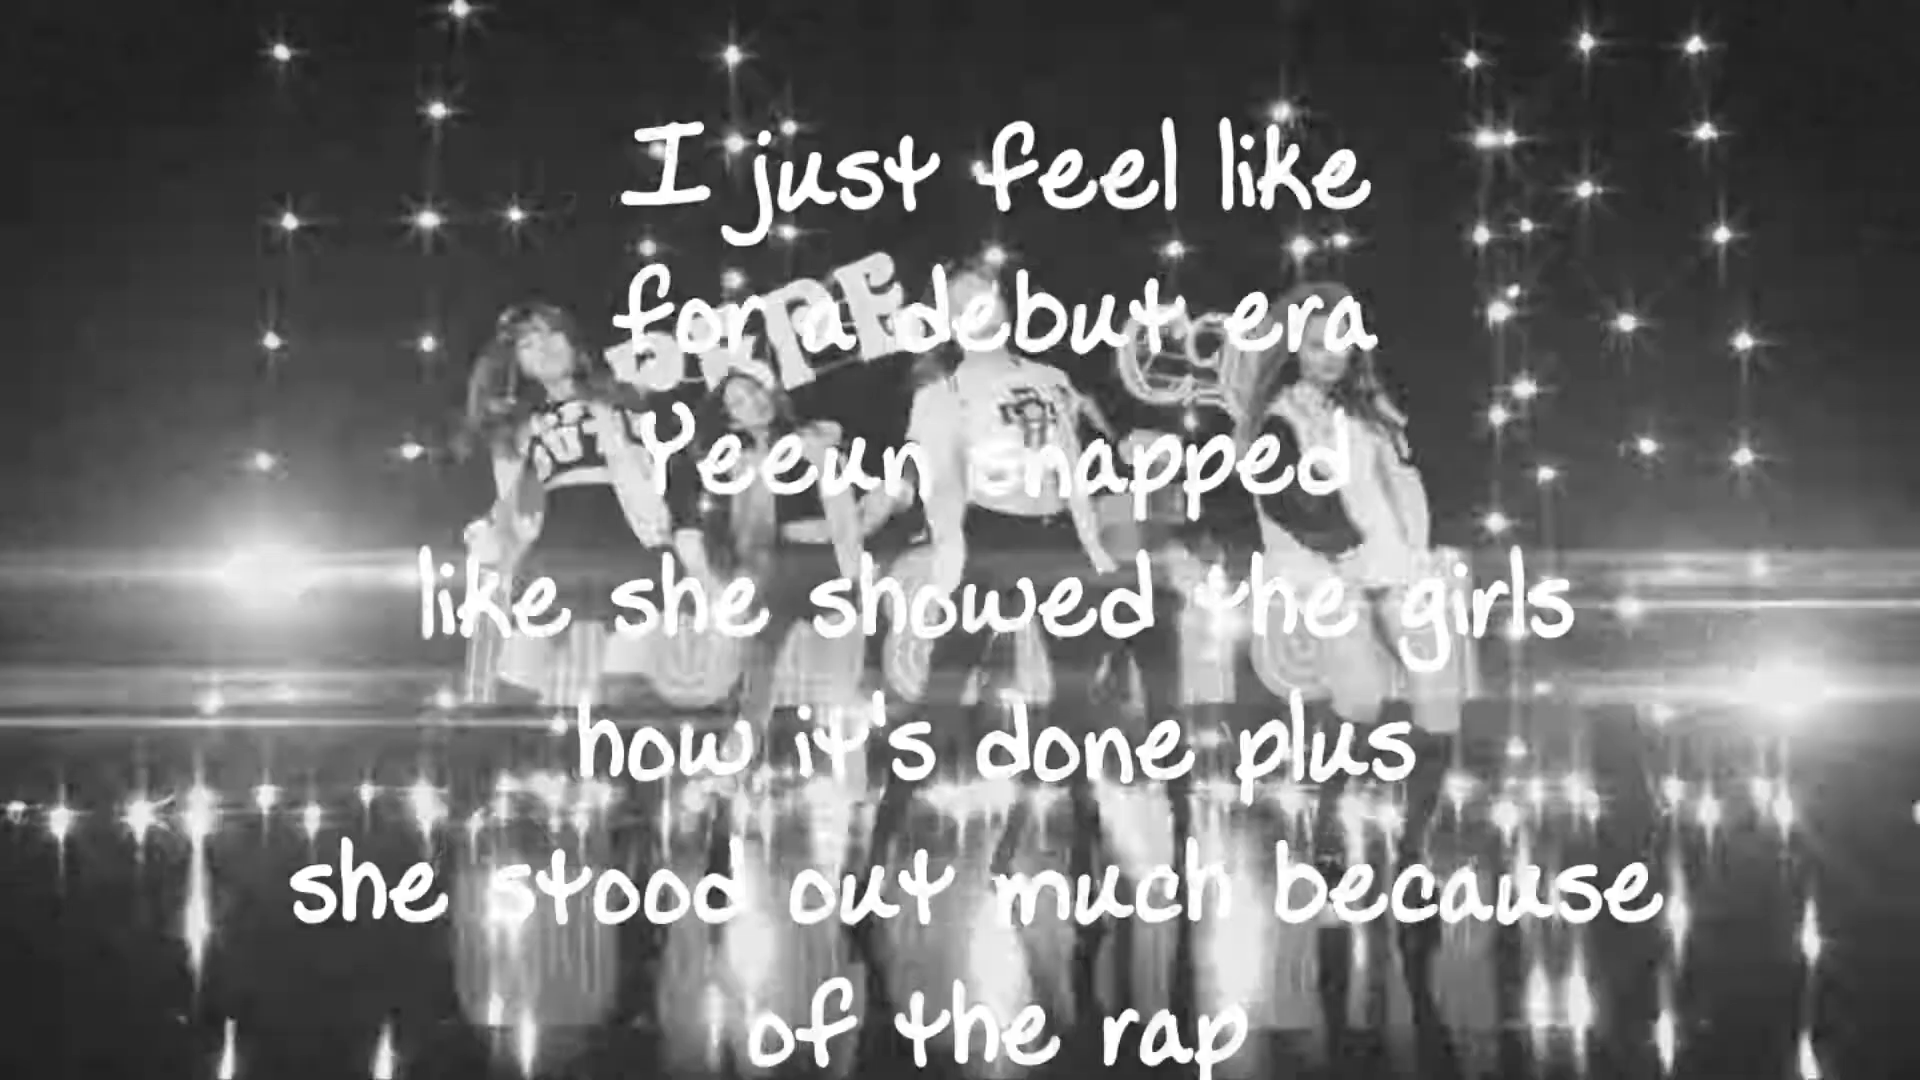 I just feel like
for a debut era
Yeeun snapped
like she showed the girls
how it's done plus
she stood out much because
of the rap